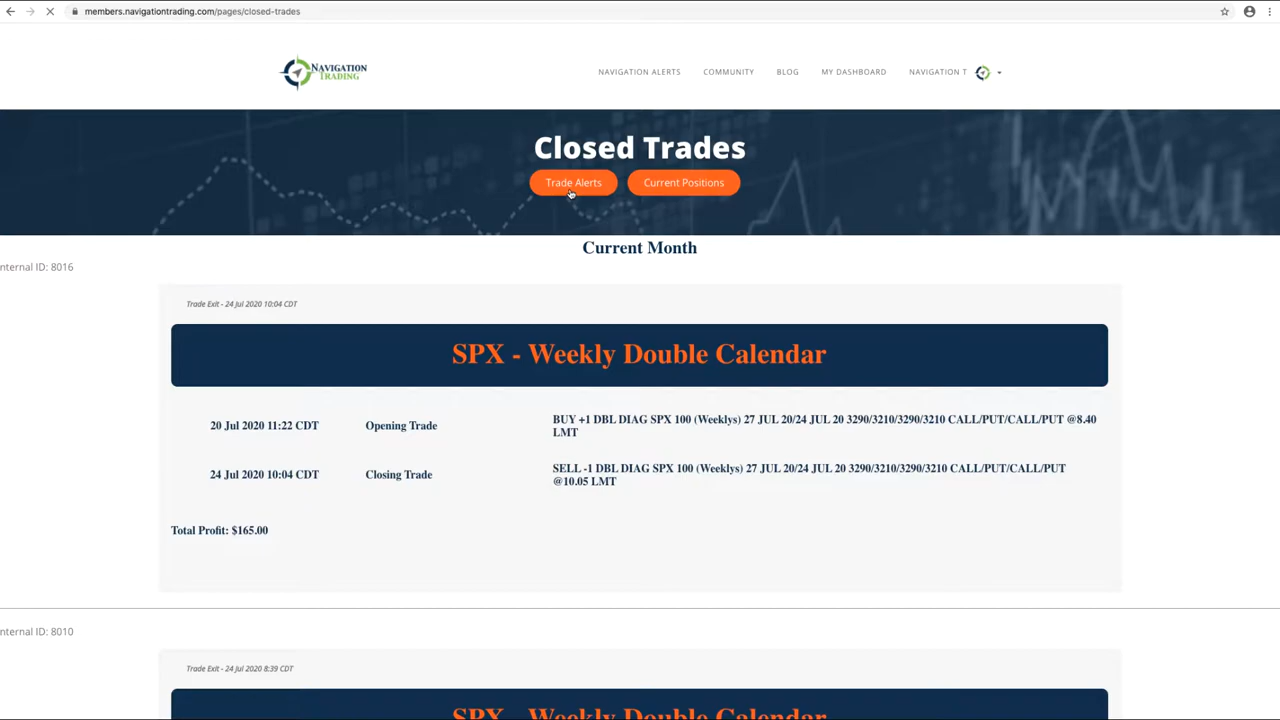 members.navigationtrading.com/pages/closed-trades
NAVIGATION
TRADING
NAVIGATION ALERTS
COMMUNITY
BLOG
MY DASHBOARD
NAVIGATION T
Closed Trades
Trade Alerts
Current Positions
Current Month
nternal ID: 8016
Trade Exit - 24 Jul 2020 10:04 CDT
SPX - Weekly Double Calendar
20 Jul 2020 11:22 CDT
Opening Trade
BUY +1 DBL DIAG SPX 100 (Weeklys) 27 JUL 20/24 JUL 20 3290/3210/3290/3210 CALL/PUT/CALL/PUT @8.40
LMT
24 Jul 2020 10:04 CDT
Closing Trade
SELL -1 DBL DIAG SPX 100 (Weeklys) 27 JUL 20/24 JUL 20 3290/3210/3290/3210 CALL/PUT/CALL/PUT
@10.05 LMT
Total Profit: $165.00
nternal ID: 8010
Trade Exit - 24 Jul 2020 8:39 CDT
SPX - Weekly Double Calendar